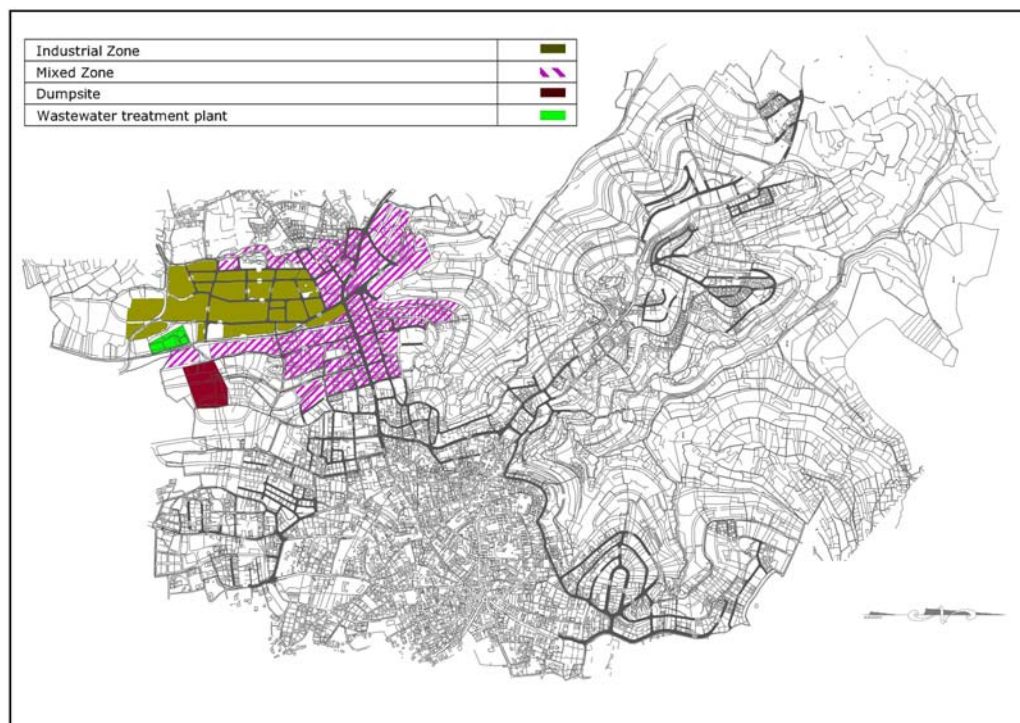 Industrial Zone
Mixed Zone
Dumpsite
Wastewater treatment plant